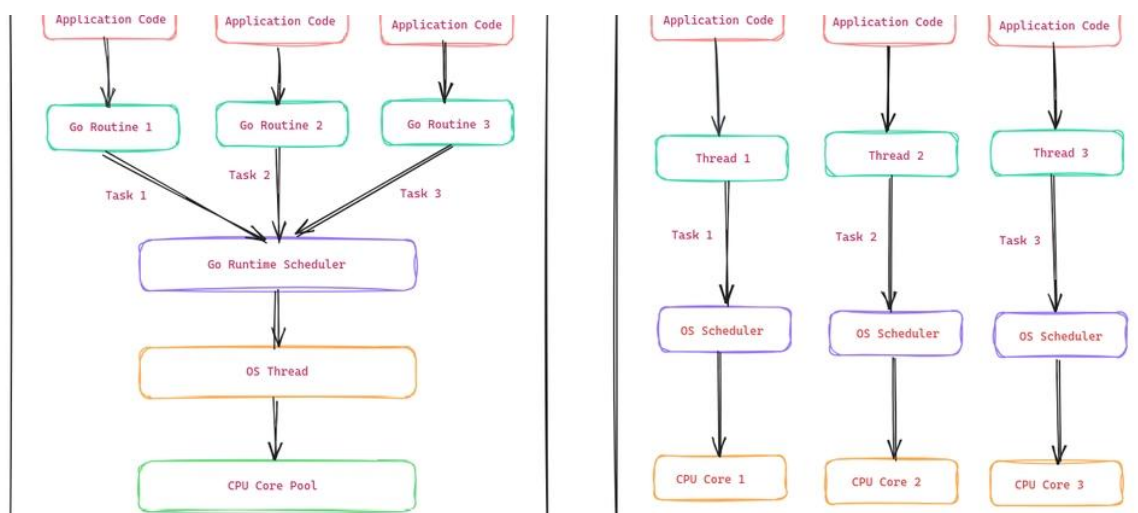 Application Code
Application Code
Application Code
Go Routine 1
Go Routine 2
Go Routine 3
Task 1
Task 2
Task 3
Go Runtime Scheduler
OS Thread
CPU Core Pool
Application Code
Application Code
Application Code
Thread 1
Thread 2
Thread 3
Task 1
Task 2
Task 3
OS Scheduler
OS Scheduler
OS Scheduler
CPU Core 1
CPU Core 2
CPU Core 3